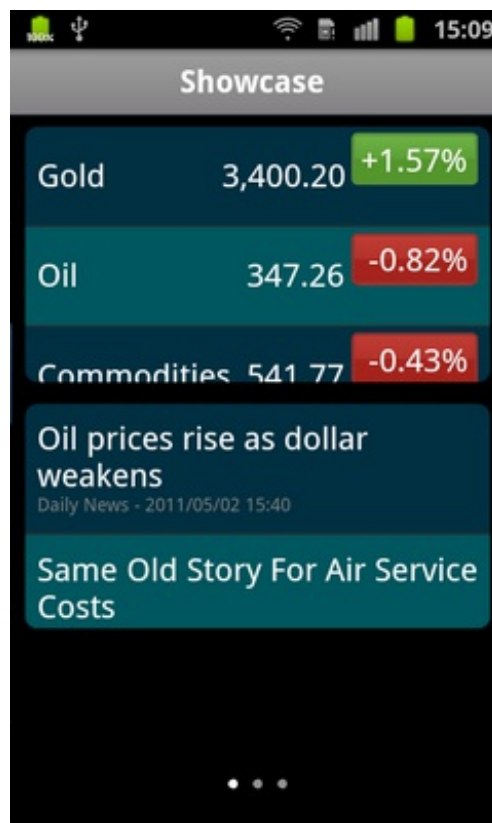 100%
15:09
Showcase
Gold 3,400.20 +1.57%
Oil 347.26 -0.82%
Commodities 541.77 -0.43%
Oil prices rise as dollar
weakens
Daily News - 2011/05/02 15:40
Same Old Story For Air Service
Costs